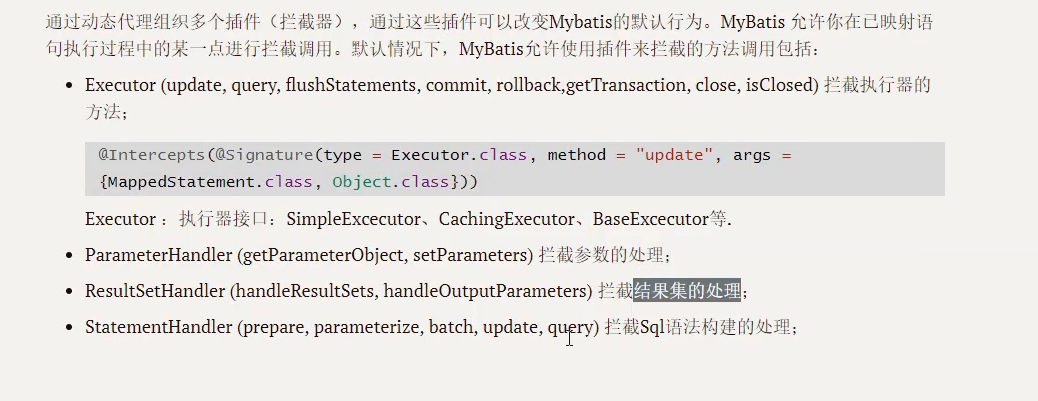 通过动态代理组织多个插件（拦截器），通过这些插件可以改变Mybatis的默认行为。MyBatis 允许你在已映射语
句执行过程中的某一点进行拦截调用。默认情况下，MyBatis允许使用插件来拦截的方法调用包括：
• Executor (update, query, flushStatements, commit, rollback,getTransaction, close, isClosed) 拦截执行器的
方法；
@Intercepts(@Signature(type = Executor.class, method = "update", args =
{MappedStatement.class, Object.class}))
Executor ：执行器接口：SimpleExcecutor、CachingExecutor、BaseExcecutor等.
• ParameterHandler (getParameterObject, setParameters) 拦截参数的处理；
• ResultSetHandler (handleResultSets, handleOutputParameters) 拦截结果集的处理；
• StatementHandler (prepare, parameterize, batch, update, query) 拦截Sql语法构建的处理；